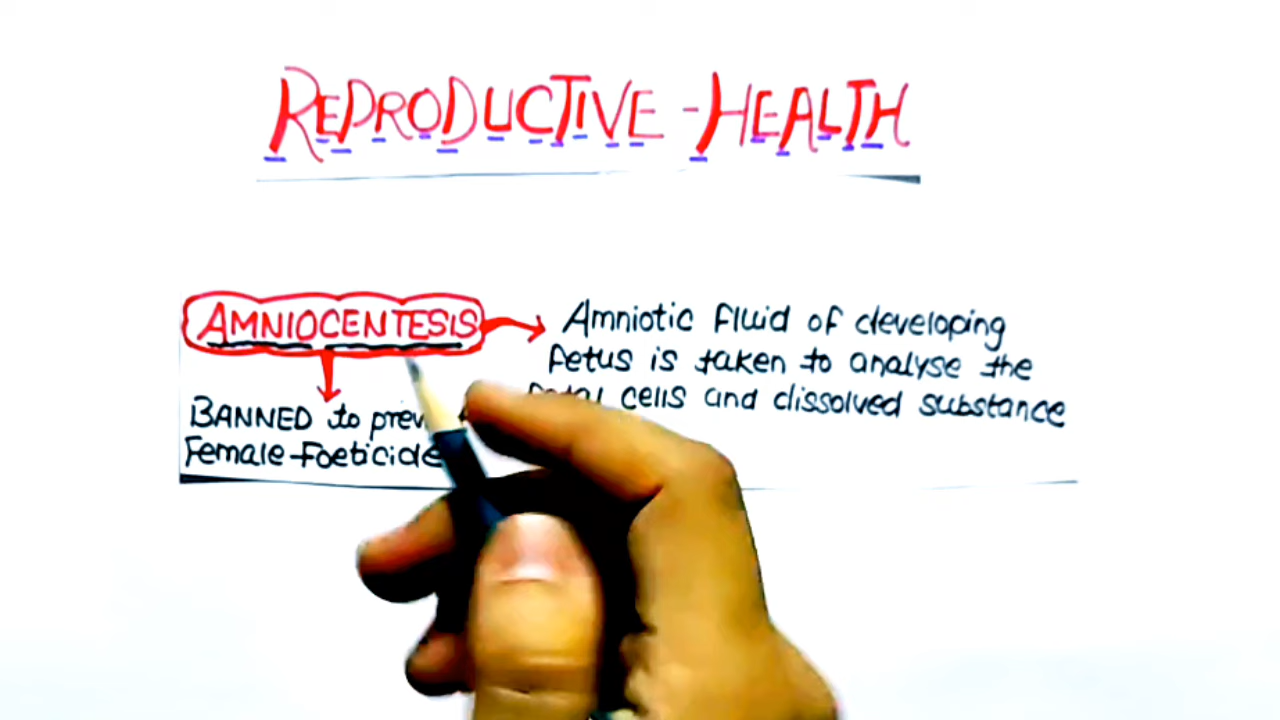 REPRODUCTIVE-HEALTH
AMNIOCENTESIS
Amniotic fluid of developing
fetus is taken to analyse the
cells and dissolved substance
BANNED to
Female-Foeticide